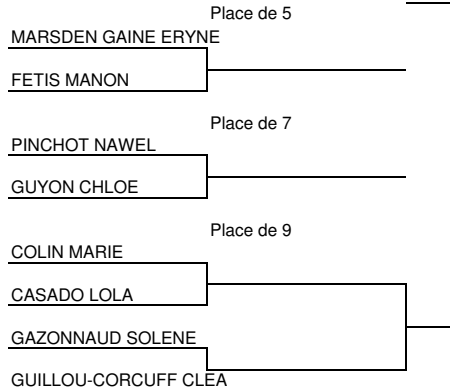 Place de 5
MARSDEN GAINE ERYNE
FETIS MANON
Place de 7
PINCHOT NAWEL
GUYON CHLOE
Place de 9
COLIN MARIE
CASADO LOLA
GAZONNAUD SOLENE
GUILLOU-CORCUFF CLEA